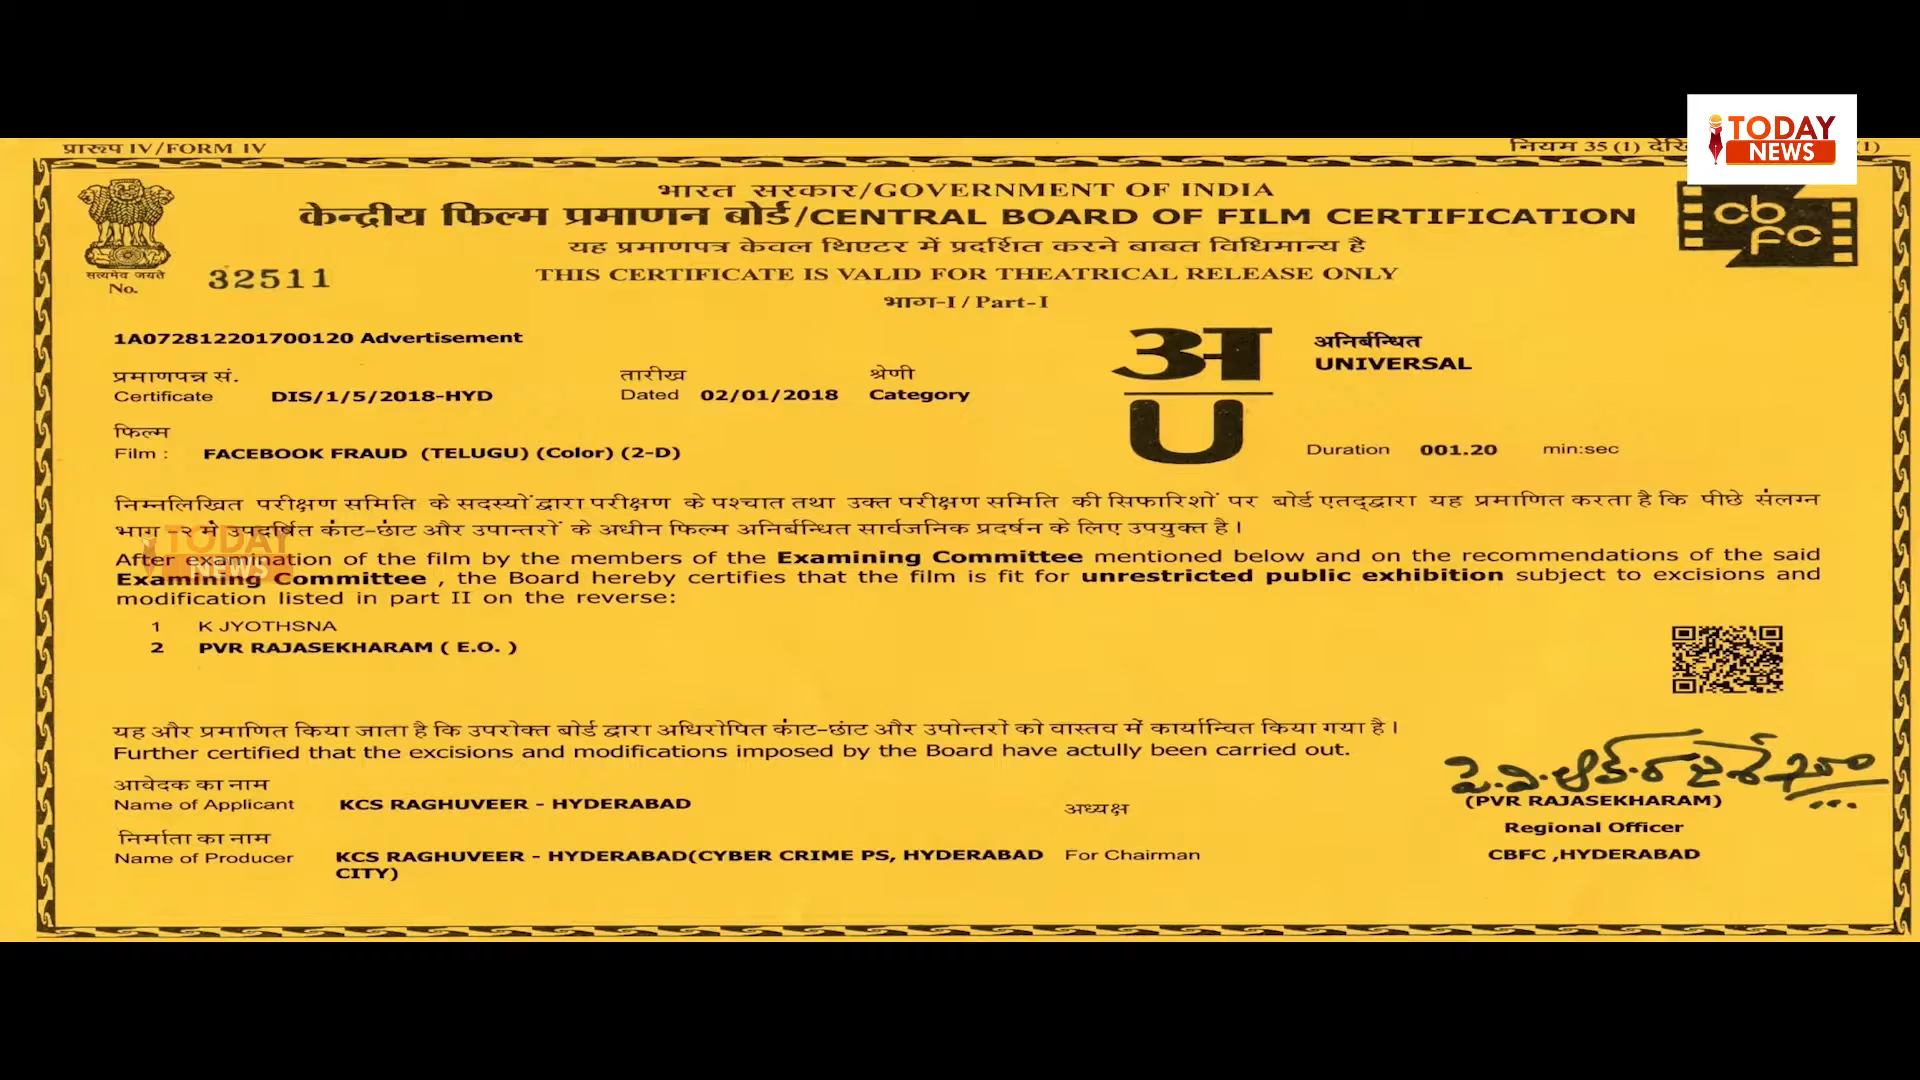 TODAY
NEWS
प्रारूप IV/FORM IV
नियम 35 (1)
(1)
भारत सरकार/GOVERNMENT OF INDIA
केन्द्रीय फिल्म प्रमाणन बोर्ड/CENTRAL BOARD OF FILM CERTIFICATION
cb
fc
यह प्रमाणपत्र केवल थिएटर में प्रदर्शित करने बाबत विधिमान्य है
सत्यमेव जयते
No. 32511
THIS CERTIFICATE IS VALID FOR THEATRICAL RELEASE ONLY
भाग-I / Part-I
1A072812201700120 Advertisement
अ
U
अनिर्बन्धित
UNIVERSAL
प्रमाणपत्र सं. तारीख श्रेणी
Certificate DIS/1/5/2018-HYD Dated 02/01/2018 Category
फिल्म
Film : FACEBOOK FRAUD (TELUGU) (Color) (2-D)
Duration 001.20 min:sec
निम्नलिखित परीक्षण समिति के सदस्यों द्वारा परीक्षण के पश्चात तथा उक्त परीक्षण समिति की सिफारिशों पर बोर्ड एतद्द्वारा यह प्रमाणित करता है कि पीछे संलग्न
भाग -२ में उपदर्षित कांट-छांट और उपान्तरों के अधीन फिल्म अनिर्बन्धित सार्वजनिक प्रदर्षन के लिए उपयुक्त है।
TODAY
NEWS
After examination of the film by the members of the Examining Committee mentioned below and on the recommendations of the said
Examining Committee , the Board hereby certifies that the film is fit for unrestricted public exhibition subject to excisions and
modification listed in part II on the reverse:
1 K JYOTHSNA
2 PVR RAJASEKHARAM ( E.O. )
यह और प्रमाणित किया जाता है कि उपरोक्त बोर्ड द्वारा अधिरोपित कांट-छांट और उपोन्तरों को वास्तव में कार्यान्वित किया गया है।
Further certified that the excisions and modifications imposed by the Board have actully been carried out.
आवेदक का नाम
Name of Applicant KCS RAGHUVEER - HYDERABAD
अध्यक्ष
(PVR RAJASEKHARAM)
Regional Officer
निर्माता का नाम
Name of Producer KCS RAGHUVEER - HYDERABAD(CYBER CRIME PS, HYDERABAD
CITY)
For Chairman
CBFC ,HYDERABAD